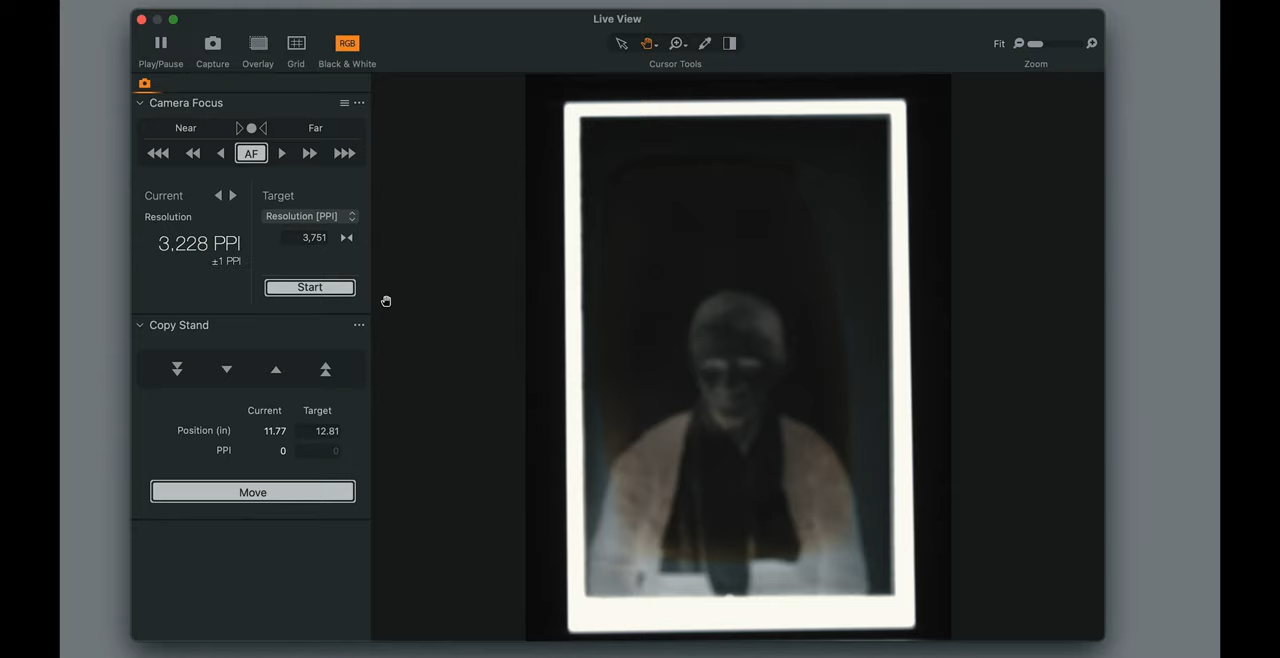 Live View
Play/Pause Capture Overlay Grid RGB Black & White Cursor Tools Fit Zoom
Camera Focus
Near Far
AF
Current Target
Resolution Resolution [PPI]
3,228 PPI 3,751
±1 PPI
Start
Copy Stand
Current Target
Position (in) 11.77 12.81
PPI 0 0
Move